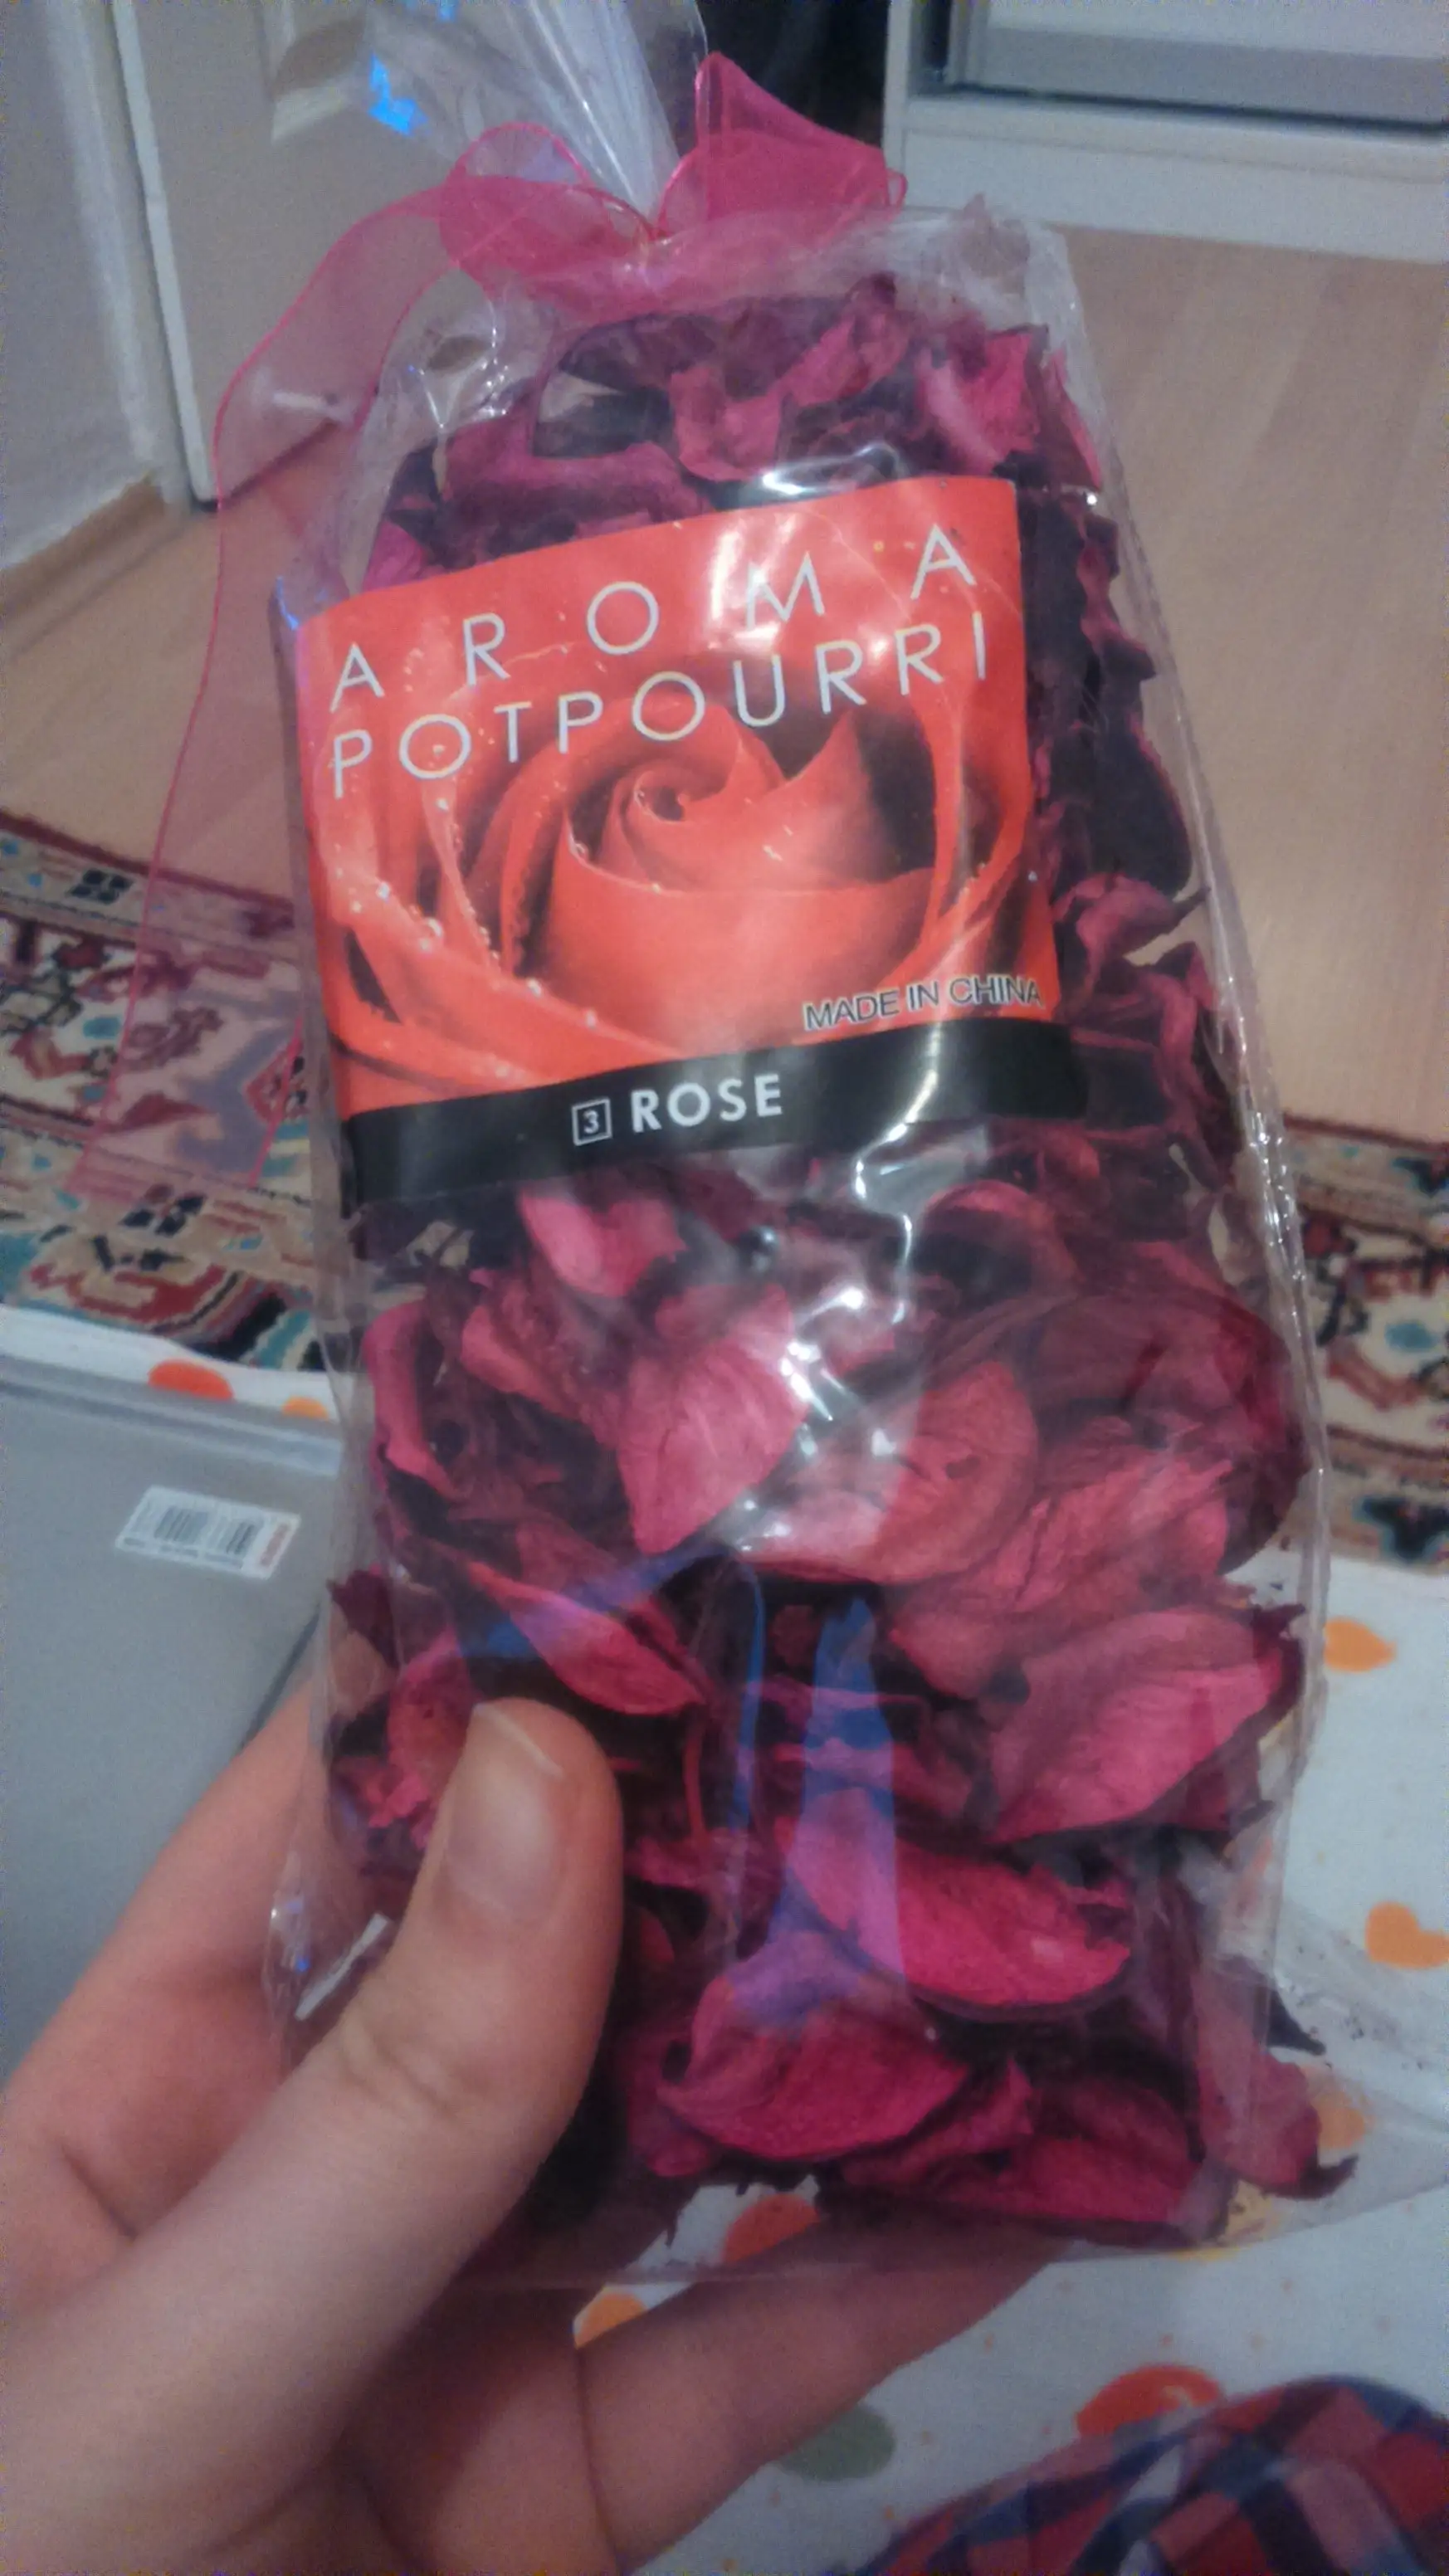 AROMA
POTPOURRI
MADE IN CHINA
3 ROSE